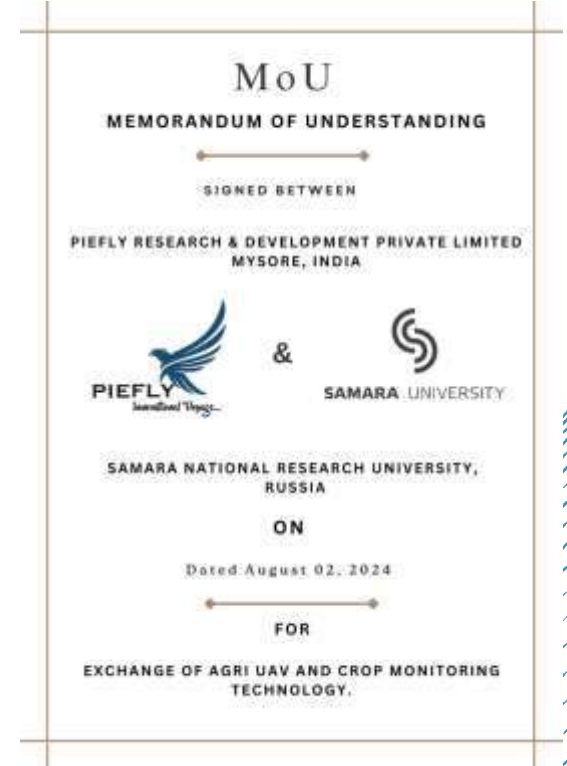 MoU
MEMORANDUM OF UNDERSTANDING
SIGNED BETWEEN
PIEFLY RESEARCH & DEVELOPMENT PRIVATE LIMITED
MYSORE, INDIA
PIEFLY
&
SAMARA UNIVERSITY
SAMARA NATIONAL RESEARCH UNIVERSITY,
RUSSIA
ON
Dated August 02, 2024
FOR
EXCHANGE OF AGRI UAV AND CROP MONITORING
TECHNOLOGY.